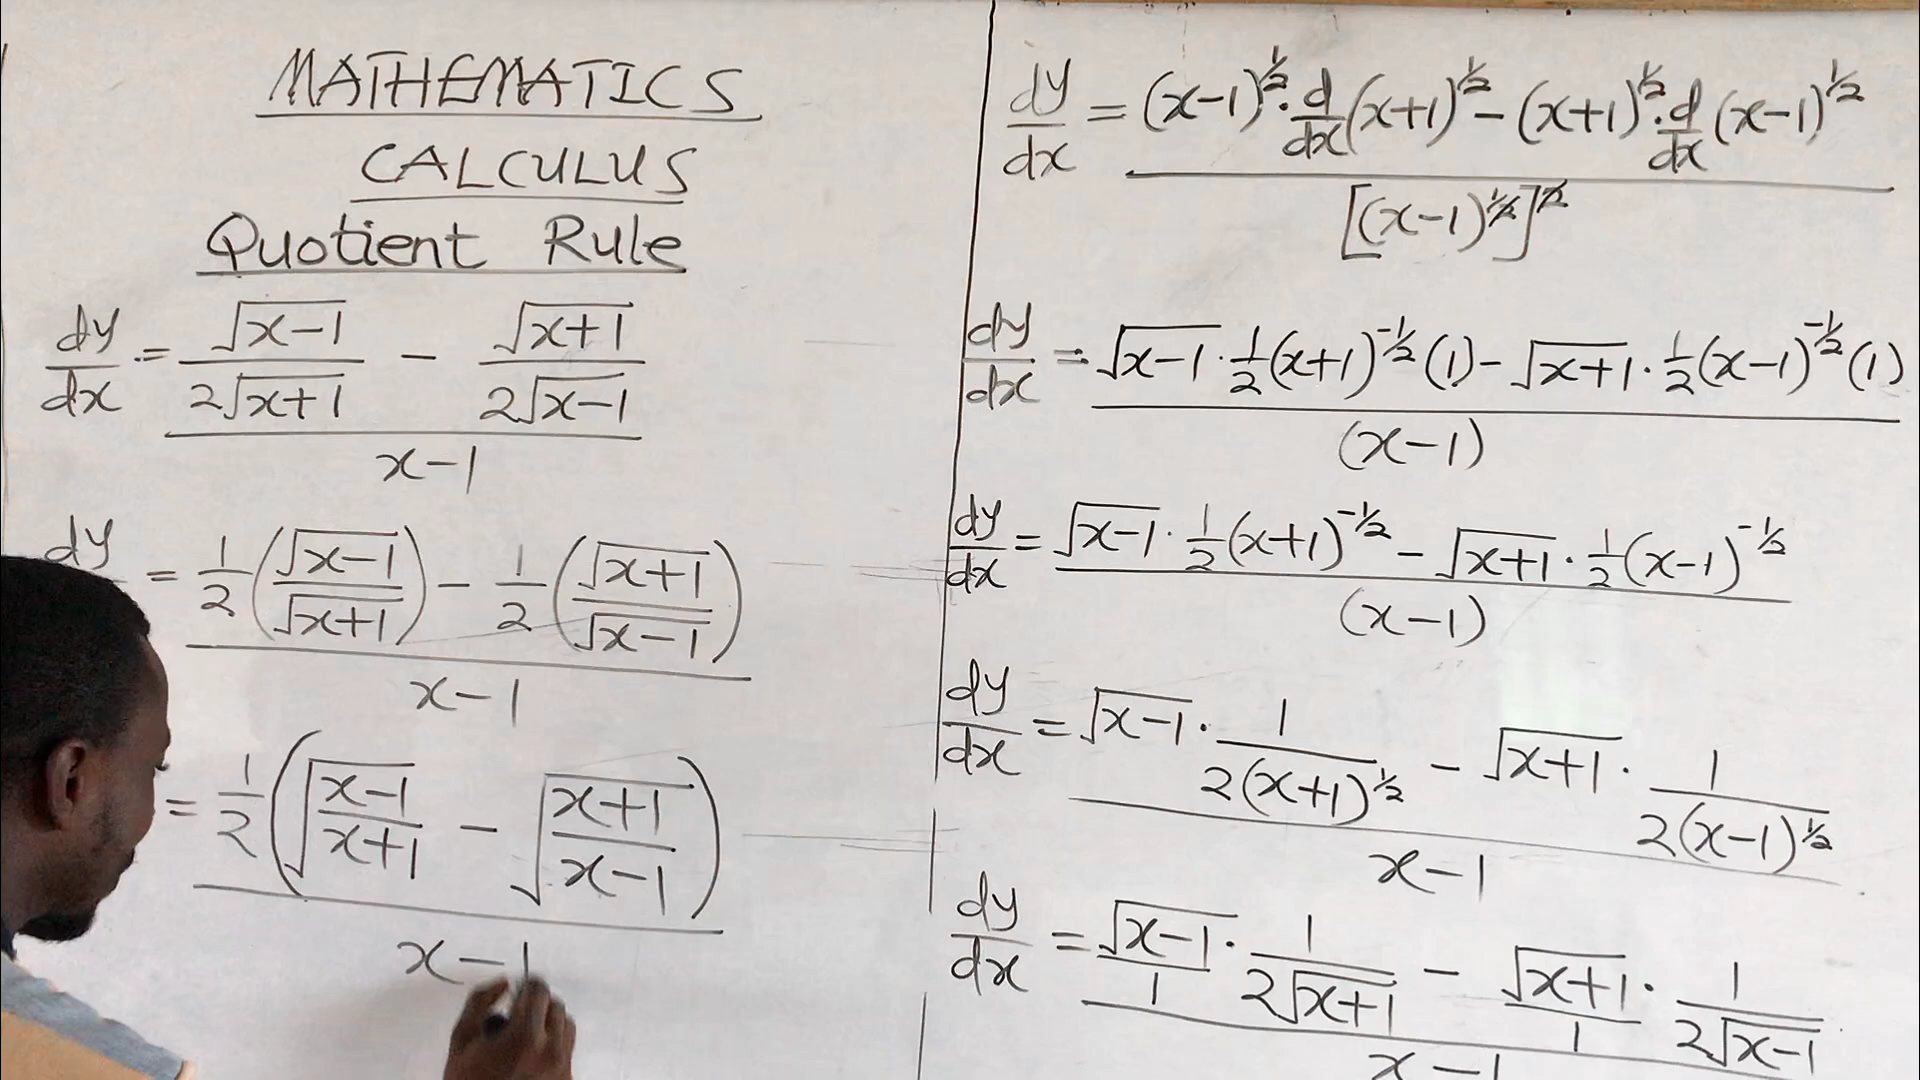 MATHEMATICS
CALCULUS
Quotient Rule
dy/dx = (√(x-1)/(2√(x+1)) - √(x+1)/(2√(x-1)))/(x-1)
dy = (1/2(√(x-1)/√(x+1)) - 1/2(√(x+1)/√(x-1)))/(x-1)
= 1/2(√((x-1)/(x+1)) - √((x+1)/(x-1)))/(x-1)
dy/dx = ((x-1)^½ · d/dx(x+1)^½ - (x+1)^½ · d/dx(x-1)^½)/[(x-1)^½]^2
dy/dx = (√(x-1) · 1/2(x+1)^-½(1) - √(x+1) · 1/2(x-1)^-½(1))/(x-1)
dy/dx = (√(x-1) · 1/2(x+1)^-½ - √(x+1) · 1/2(x-1)^-½)/(x-1)
dy/dx = (√(x-1) · 1/(2(x+1)^½) - √(x+1) · 1/(2(x-1)^½))/(x-1)
dy/dx = (√(x-1)/1 · 1/(2√(x+1)) - √(x+1)/1 · 1/(2√(x-1)))/(x-1)